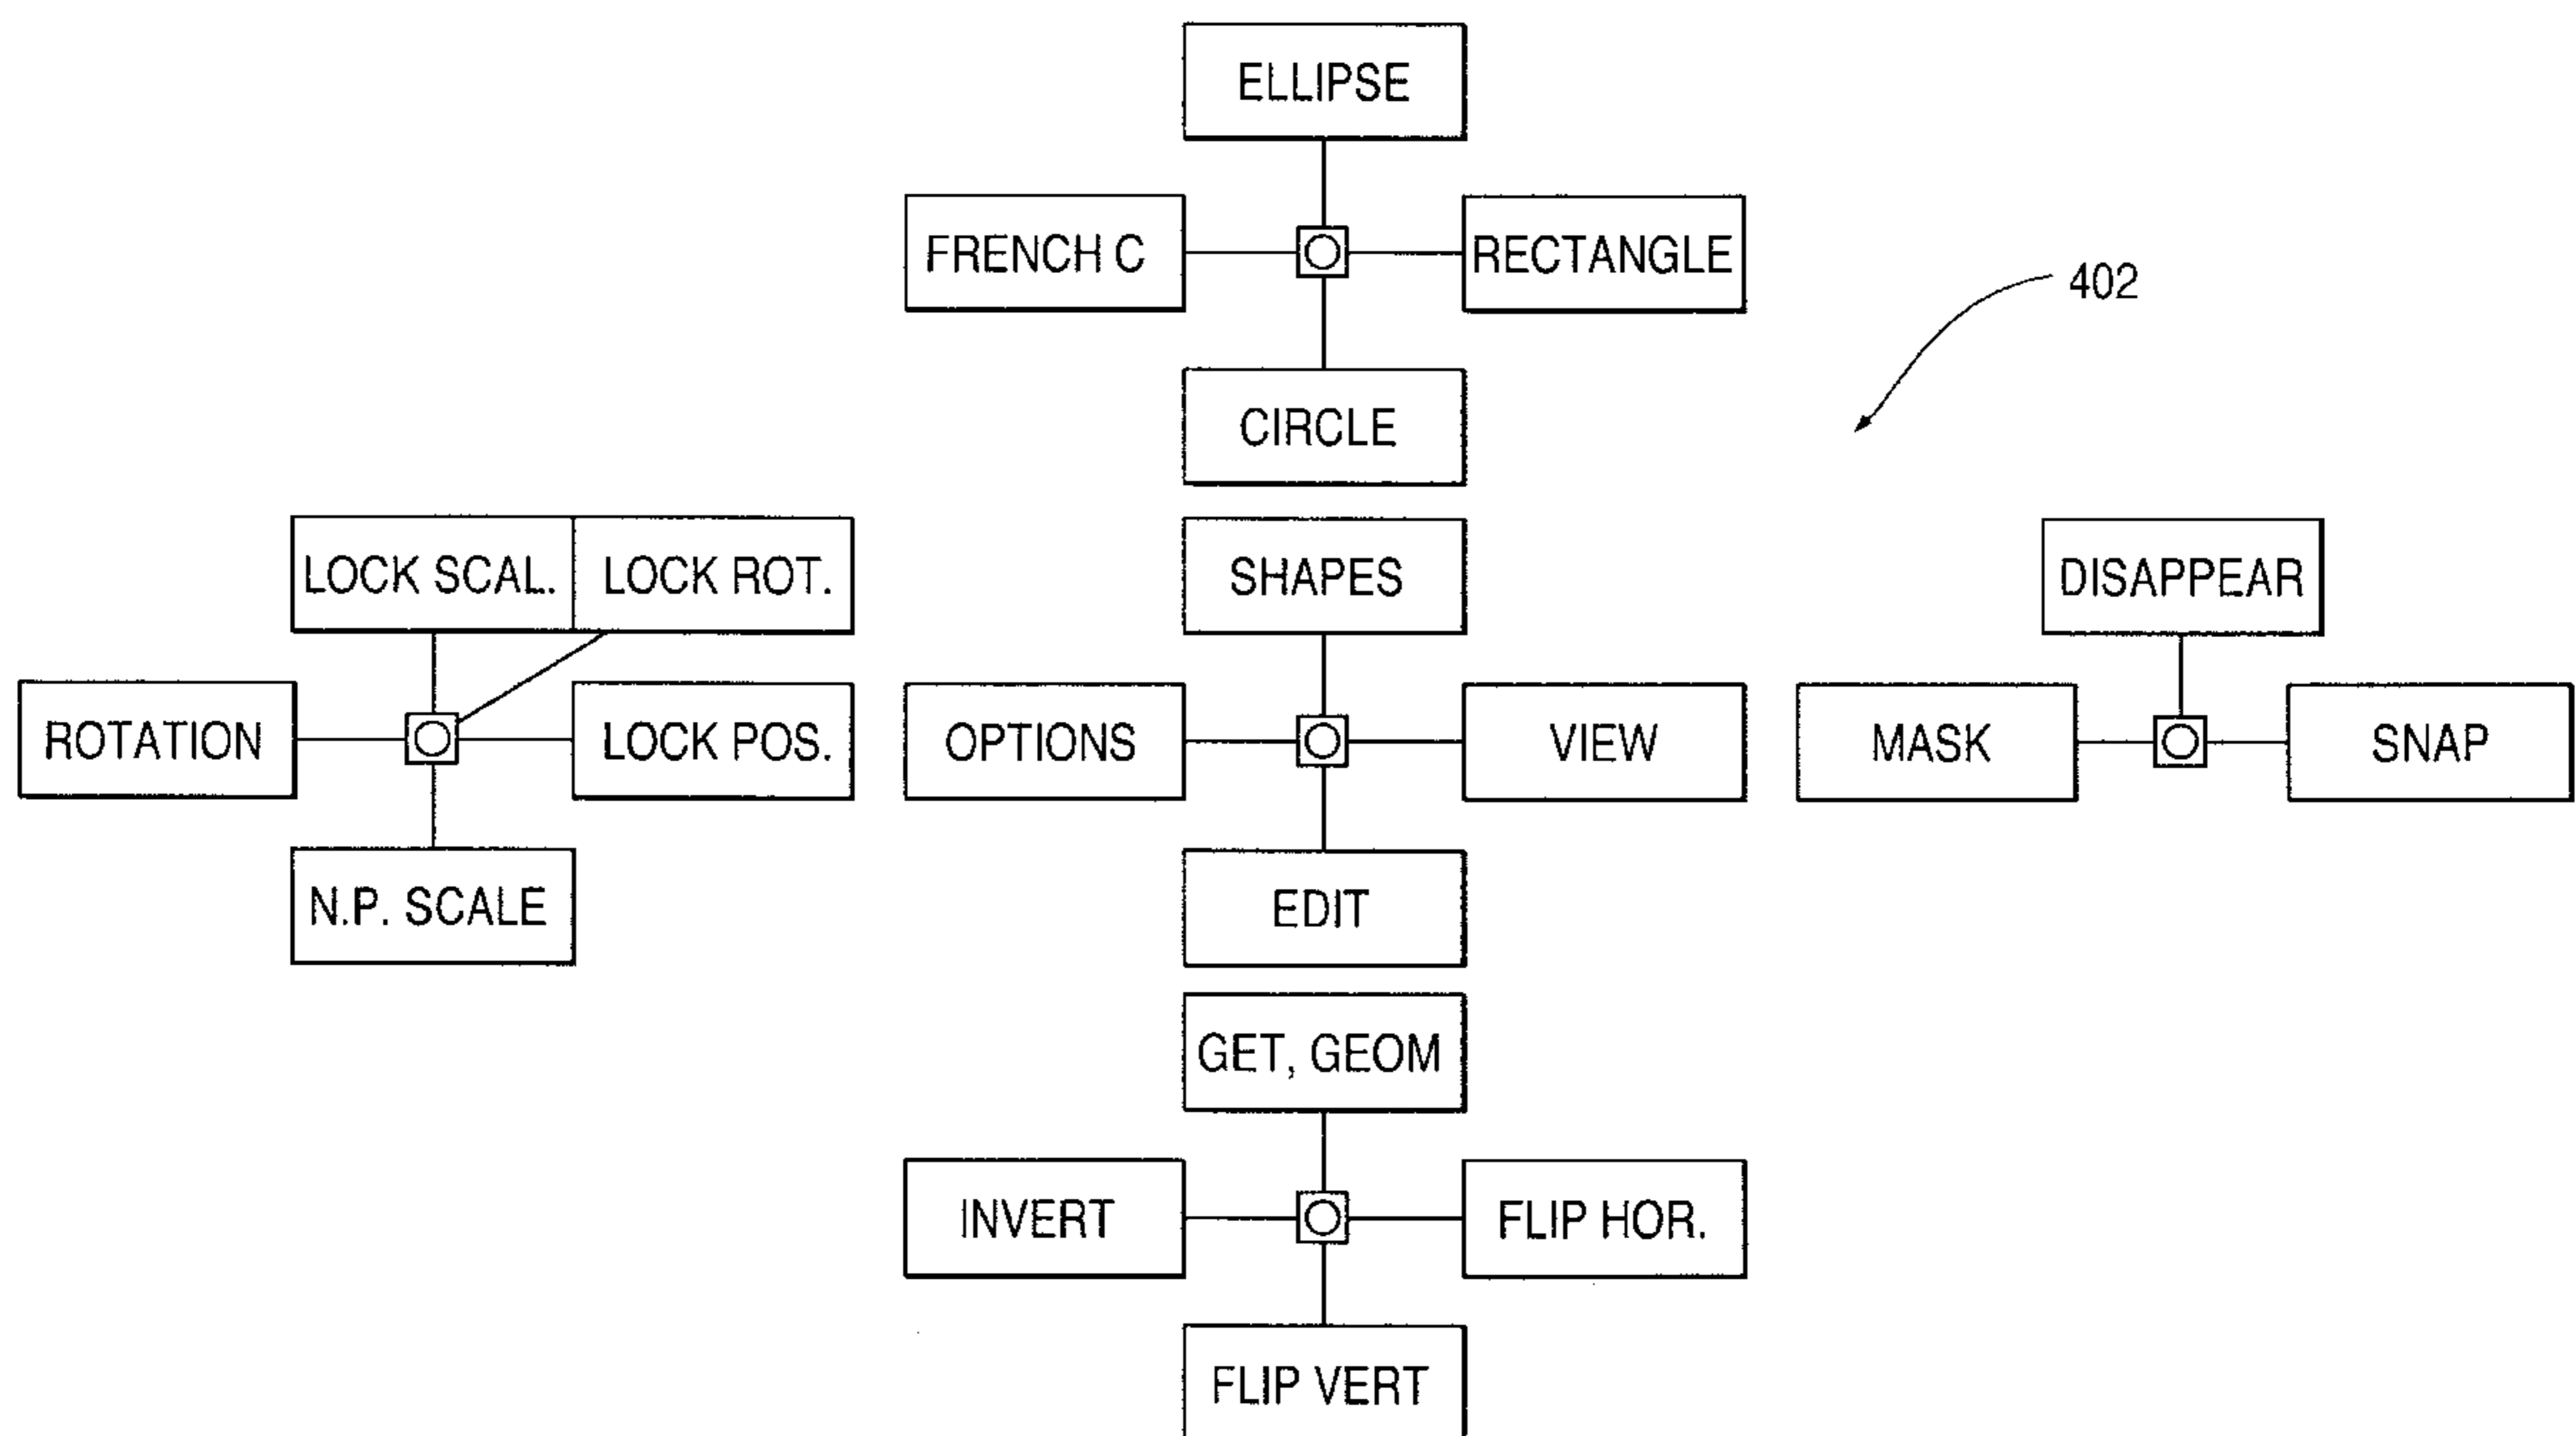 ELLIPSE
FRENCH C
RECTANGLE
402
CIRCLE
LOCK SCAL.
LOCK ROT.
SHAPES
DISAPPEAR
ROTATION
LOCK POS.
OPTIONS
VIEW
MASK
SNAP
N.P. SCALE
EDIT
GET, GEOM
INVERT
FLIP HOR.
FLIP VERT